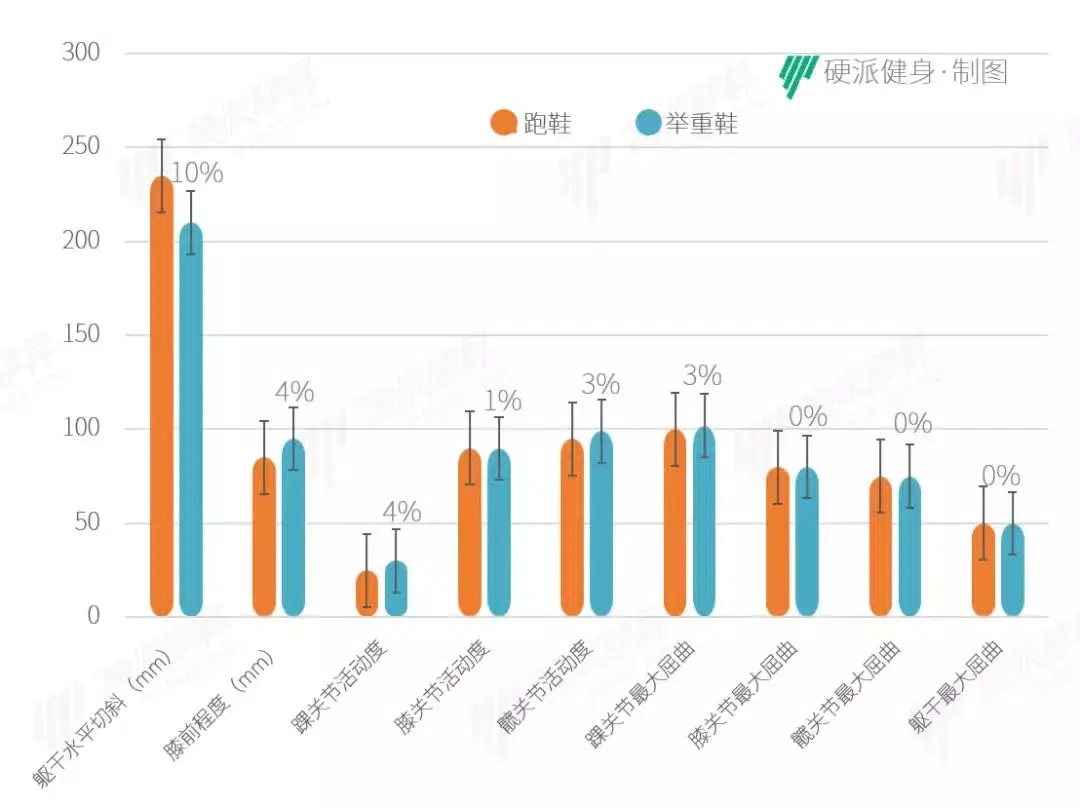 300
硬派健身·制图
跑鞋 举重鞋
250
10%
200
150
100
4%
4%
1%
3%
3%
0%
0%
0%
50
0
躯干水平切斜（mm）
膝前程度（mm）
踝关节活动度
膝关节活动度
髋关节活动度
踝关节最大屈曲
膝关节最大屈曲
髋关节最大屈曲
躯干最大屈曲